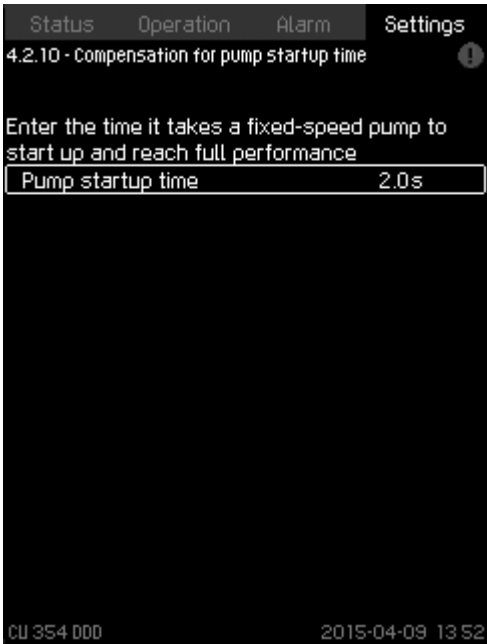 Status Operation Alarm Settings
4.2.10 - Compensation for pump startup time
Enter the time it takes a fixed-speed pump to
start up and reach full performance
Pump startup time 2.0s
CU 354 DDD 2015-04-09 13:52